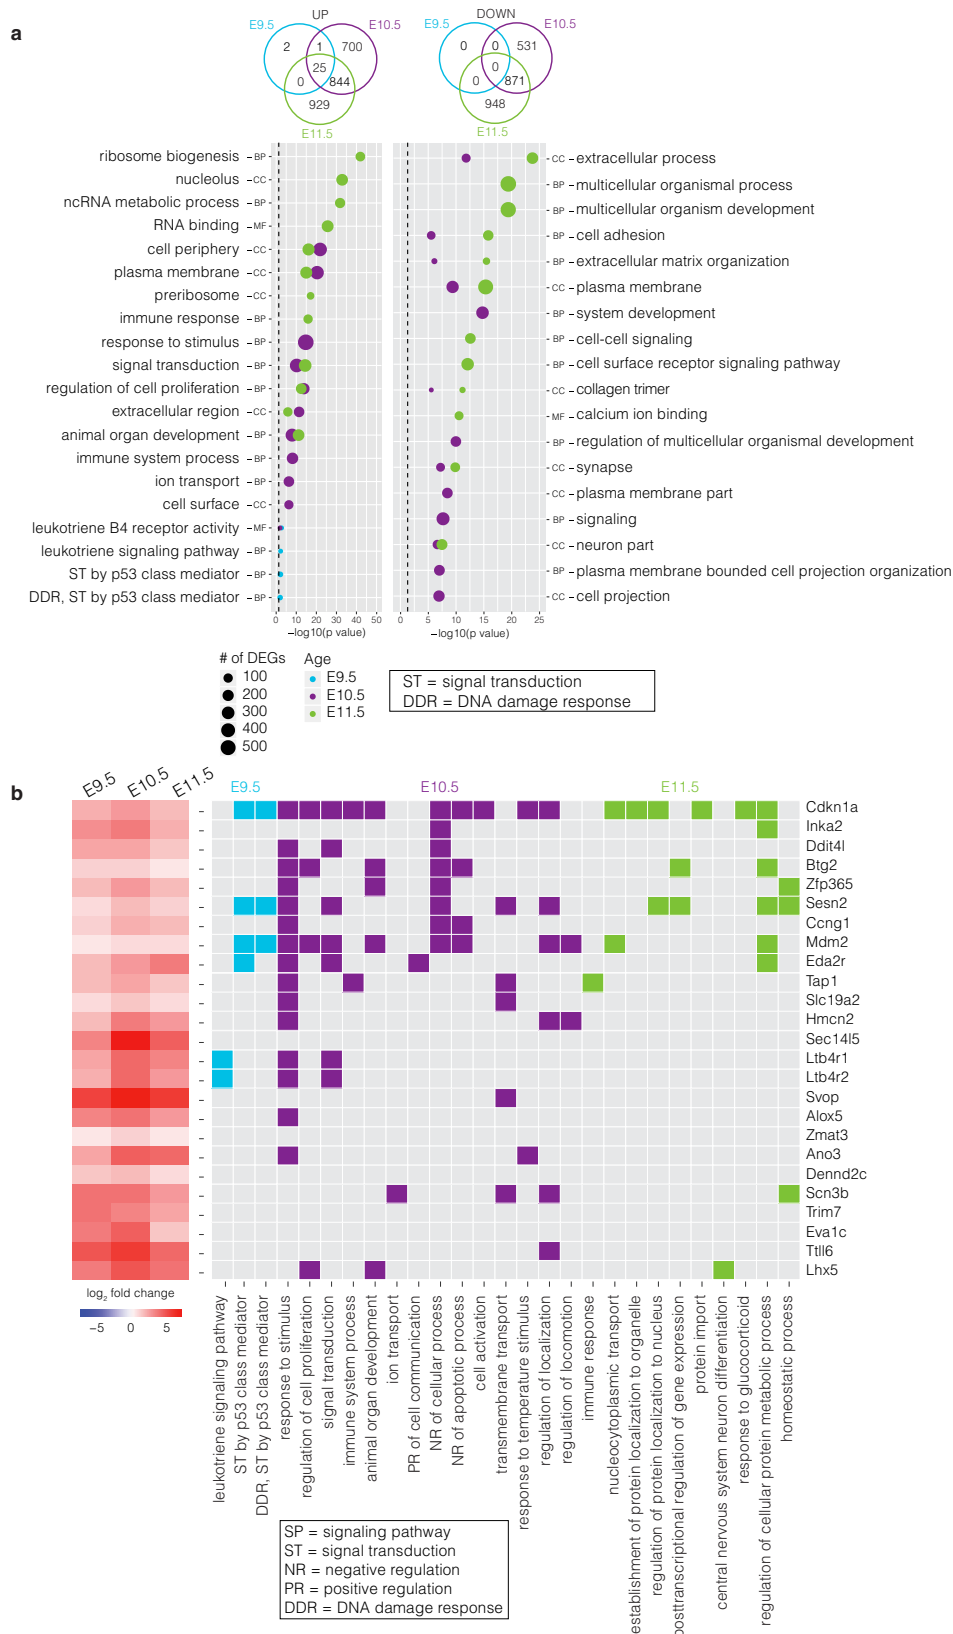 a
UP
E9.5
E10.5
2
1
700
25
0
844
929
E11.5
DOWN
E9.5
E10.5
0
0
531
0
0
871
948
E11.5
ribosome biogenesis – BP
nucleolus – CC
ncRNA metabolic process – BP
RNA binding – MF
cell periphery – CC
plasma membrane – CC
preribosome – CC
immune response – BP
response to stimulus – BP
signal transduction – BP
regulation of cell proliferation – BP
extracellular region – CC
animal organ development – BP
immune system process – BP
ion transport – BP
cell surface – CC
leukotriene B4 receptor activity – MF
leukotriene signaling pathway – BP
ST by p53 class mediator – BP
DDR, ST by p53 class mediator – BP
0 10 20 30 40 50
−log10(p value)
CC – extracellular process
BP – multicellular organismal process
BP – multicellular organism development
BP – cell adhesion
BP – extracellular matrix organization
CC – plasma membrane
BP – system development
BP – cell-cell signaling
BP – cell surface receptor signaling pathway
CC – collagen trimer
MF – calcium ion binding
BP – regulation of multicellular organismal development
CC – synapse
CC – plasma membrane part
BP – signaling
CC – neuron part
BP – plasma membrane bounded cell projection organization
CC – cell projection
0 5 10 15 20 25
−log10(p value)
# of DEGs
100
200
300
400
500
Age
E9.5
E10.5
E11.5
ST = signal transduction
DDR = DNA damage response
b
E9.5
E10.5
E11.5
E9.5
E10.5
E11.5
Cdkn1a
Inka2
Ddit4l
Btg2
Zfp365
Sesn2
Ccng1
Mdm2
Eda2r
Tap1
Slc19a2
Hmcn2
Sec14l5
Ltb4r1
Ltb4r2
Svop
Alox5
Zmat3
Ano3
Dennd2c
Scn3b
Trim7
Eva1c
Ttll6
Lhx5
log2 fold change
−5 0 5
leukotriene signaling pathway
ST by p53 class mediator
DDR, ST by p53 class mediator
response to stimulus
regulation of cell proliferation
signal transduction
immune system process
animal organ development
ion transport
PR of cell communication
NR of cellular process
NR of apoptotic process
cell activation
transmembrane transport
response to temperature stimulus
regulation of localization
regulation of locomotion
immune response
nucleocytoplasmic transport
establishment of protein localization to organelle
regulation of protein localization to nucleus
posttranscriptional regulation of gene expression
protein import
central nervous system neuron differentiation
response to glucocorticoid
regulation of cellular protein metabolic process
homeostatic process
SP = signaling pathway
ST = signal transduction
NR = negative regulation
PR = positive regulation
DDR = DNA damage response